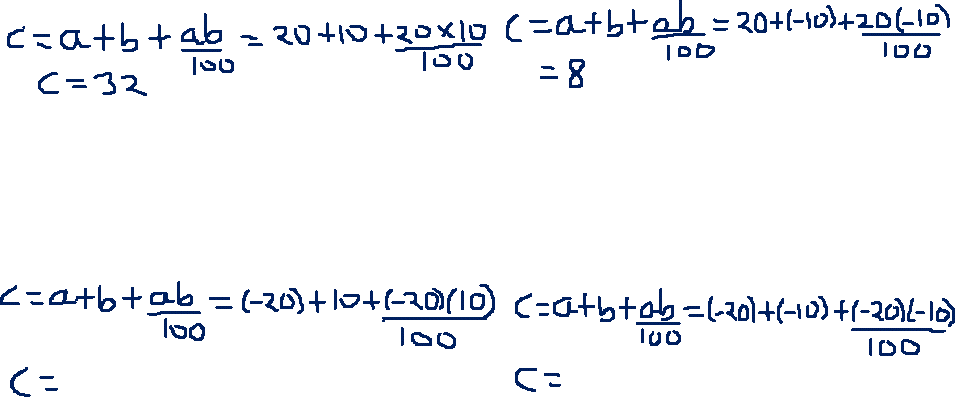 c=a+b+ab/100=20+10+20×10/100
c=32
c=a+b+ab/100=20+(-10)+20(-10)/100
=8
c=a+b+ab/100=(-20)+10+(-20)(10)/100
c=
c=a+b+ab/100=(-20)+(-10)+(-20)(-10)/100
c=